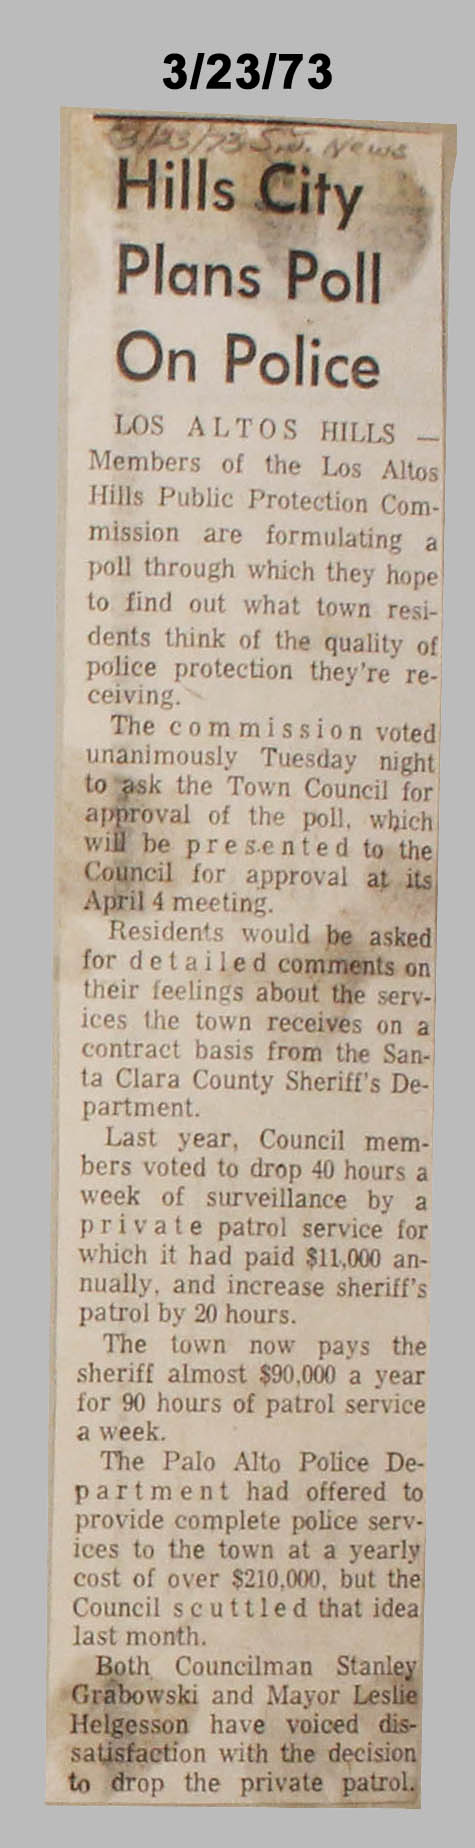 3/23/73
3/23/73 S.J. News
Hills City
Plans Poll
On Police
LOS ALTOS HILLS —
Members of the Los Altos
Hills Public Protection Com-
mission are formulating a
poll through which they hope
to find out what town resi-
dents think of the quality of
police protection they're re-
ceiving.
The commission voted
unanimously Tuesday night
to ask the Town Council for
approval of the poll, which
will be presented to the
Council for approval at its
April 4 meeting.
Residents would be asked
for detailed comments on
their feelings about the serv-
ices the town receives on a
contract basis from the San-
ta Clara County Sheriff's De-
partment.
Last year, Council mem-
bers voted to drop 40 hours a
week of surveillance by a
private patrol service for
which it had paid $11,000 an-
nually, and increase sheriff's
patrol by 20 hours.
The town now pays the
sheriff almost $90,000 a year
for 90 hours of patrol service
a week.
The Palo Alto Police De-
partment had offered to
provide complete police serv-
ices to the town at a yearly
cost of over $210,000, but the
Council scuttled that idea
last month.
Both Councilman Stanley
Grabowski and Mayor Leslie
Helgesson have voiced dis-
satisfaction with the decision
to drop the private patrol.